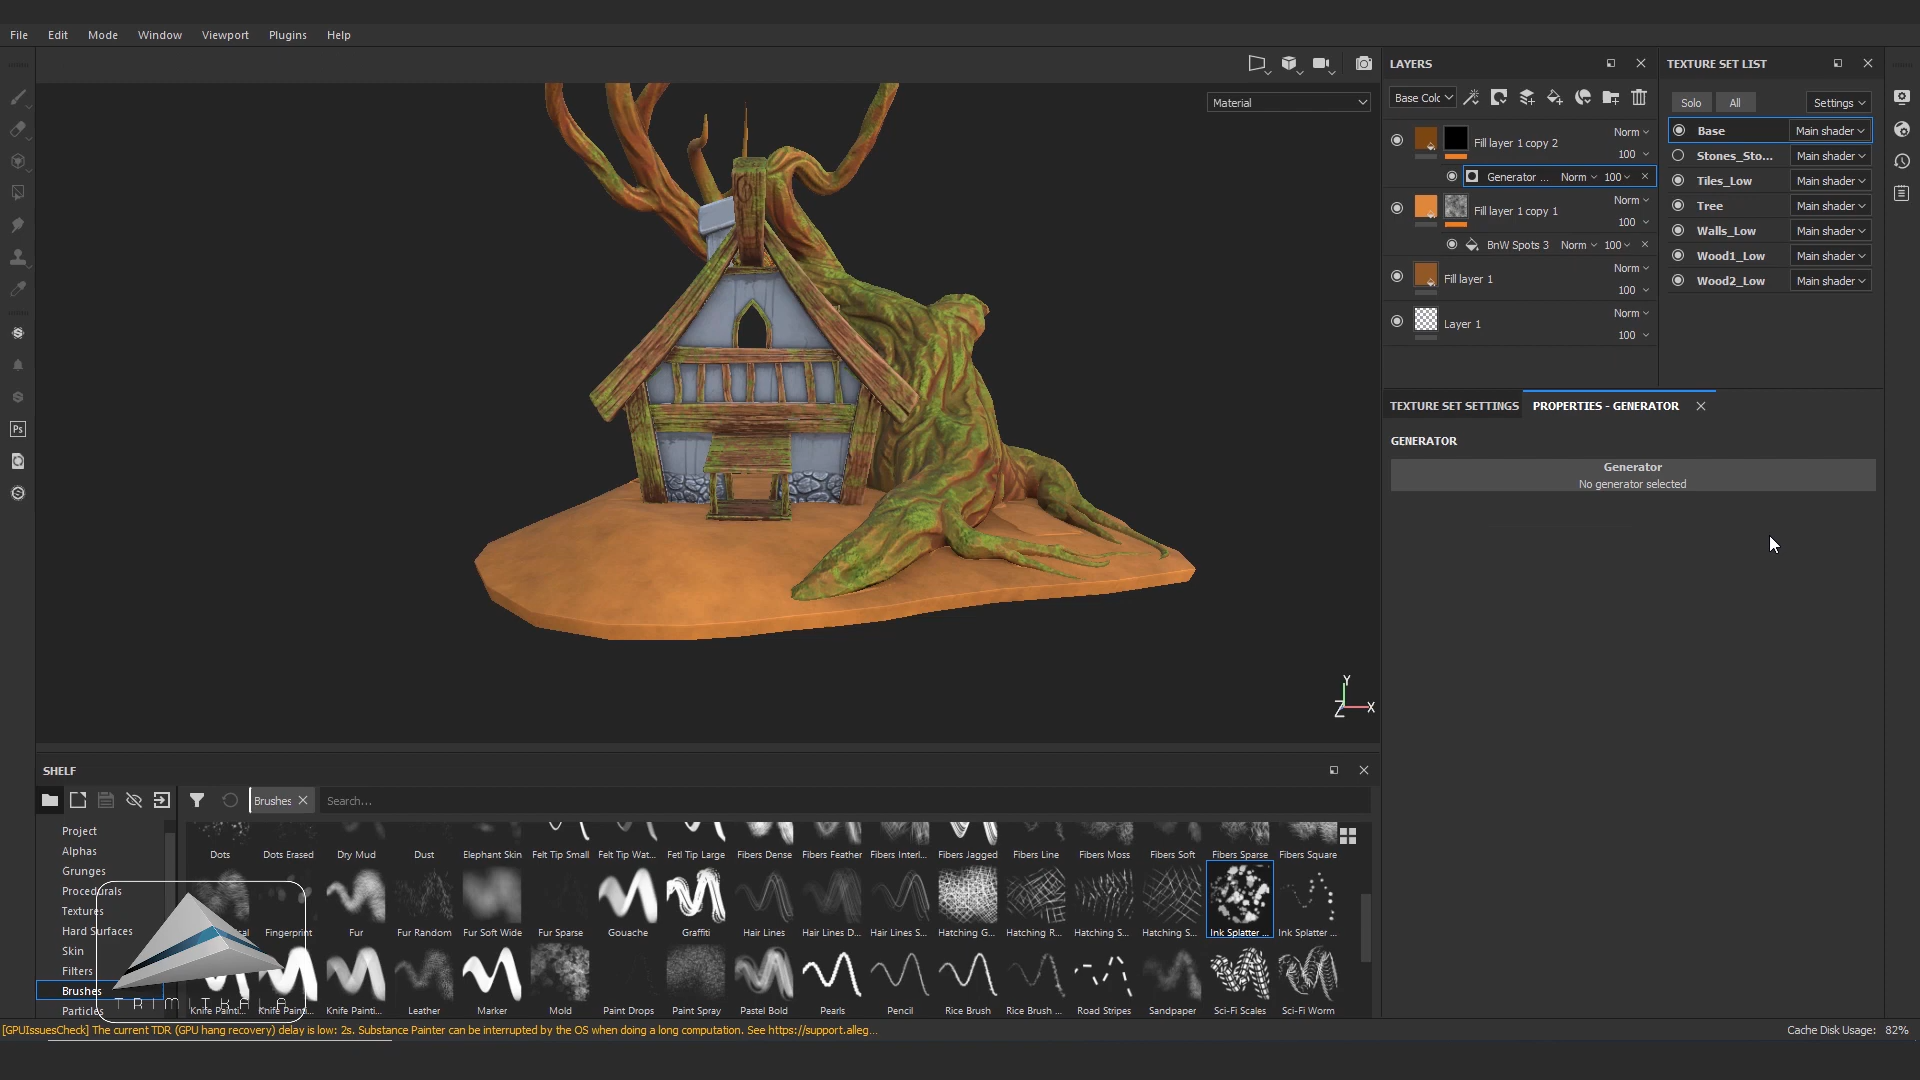 File Edit Mode Window Viewport Plugins Help
Material
Y
Z X
LAYERS
Base Colc
Fill layer 1 copy 2 Norm 100
Generator ... Norm 100
Fill layer 1 copy 1 Norm 100
BnW Spots 3 Norm 100
Fill layer 1 Norm 100
Layer 1 Norm 100
TEXTURE SET LIST
Solo All Settings
Base Main shader
Stones_Sto... Main shader
Tiles_Low Main shader
Tree Main shader
Walls_Low Main shader
Wood1_Low Main shader
Wood2_Low Main shader
TEXTURE SET SETTINGS PROPERTIES - GENERATOR
GENERATOR
Generator
No generator selected
Ps
SHELF
Brushes Search...
Project
Alphas
Grunges
Procedurals
Textures
Hard Surfaces
Skin
Filters
Brushes
Particles
Dots Dots Erased Dry Mud Dust Elephant Skin Felt Tip Small Felt Tip Wat... Fetl Tip Large Fibers Dense Fibers Feather Fibers Interl... Fibers Jagged Fibers Line Fibers Moss Fibers Soft Fibers Sparse Fibers Square
Fingerprint Fur Fur Random Fur Soft Wide Fur Sparse Gouache Graffiti Hair Lines Hair Lines D... Hair Lines S... Hatching G... Hatching R... Hatching S... Hatching S... Ink Splatter ... Ink Splatter ...
Knife Painti... Knife Painti... Knife Painti... Leather Marker Mold Paint Drops Paint Spray Pastel Bold Pearls Pencil Rice Brush Rice Brush ... Road Stripes Sandpaper Sci-Fi Scales Sci-Fi Worm
TRIMLIKALA
[GPUIssuesCheck] The current TDR (GPU hang recovery) delay is low: 2s. Substance Painter can be interrupted by the OS when doing a long computation. See https://support.alleg...
Cache Disk Usage: 82%